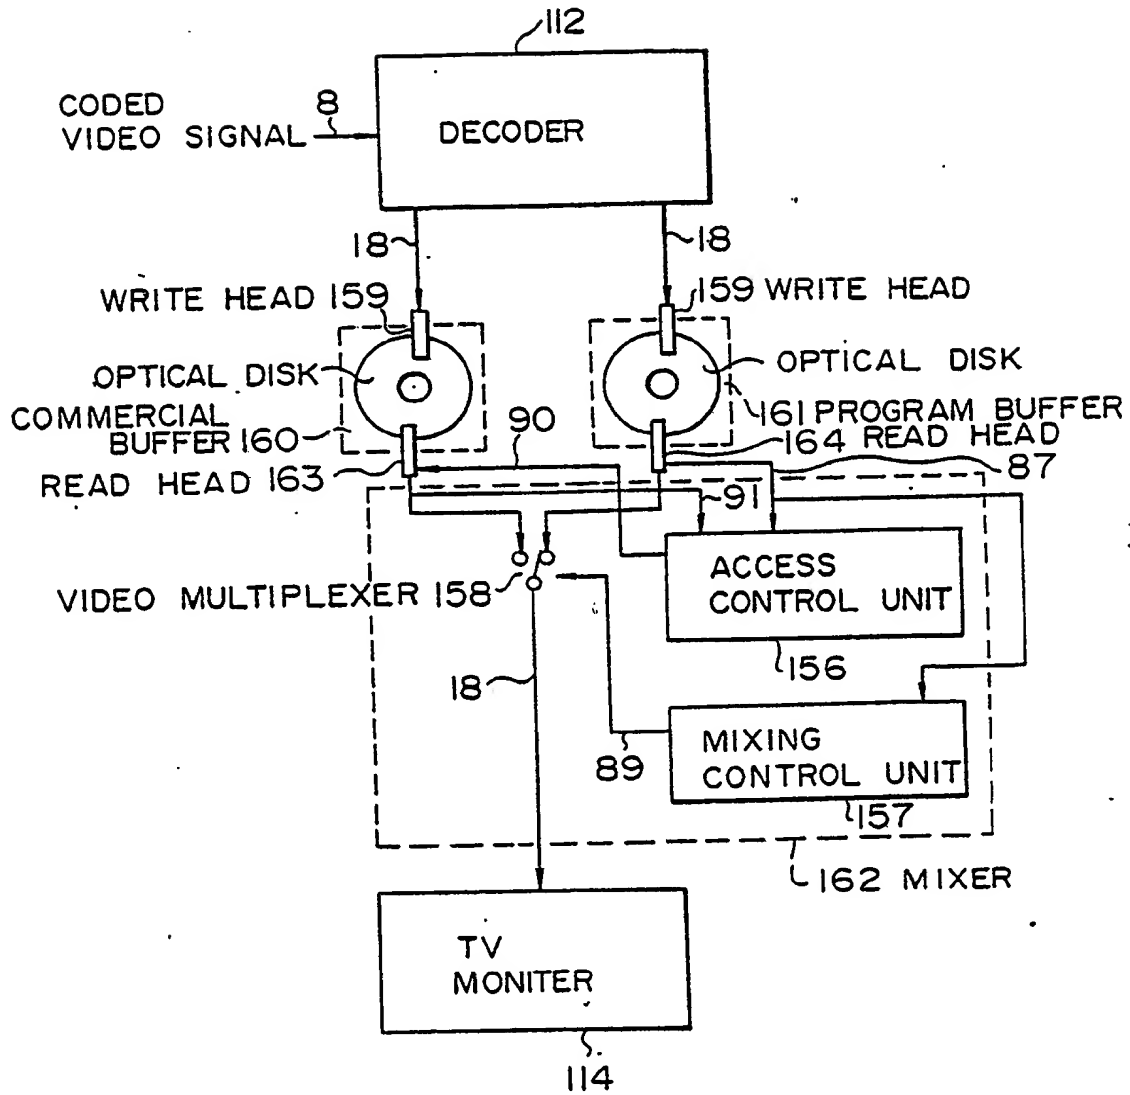 112
CODED
VIDEO SIGNAL
8
DECODER
18
18
WRITE HEAD 159
159 WRITE HEAD
OPTICAL DISK
OPTICAL DISK
COMMERCIAL
BUFFER 160
90
161 PROGRAM BUFFER
164 READ HEAD
READ HEAD 163
87
91
ACCESS
CONTROL UNIT
VIDEO MULTIPLEXER 158
156
18
MIXING
CONTROL UNIT
89
157
162 MIXER
TV
MONITER
114